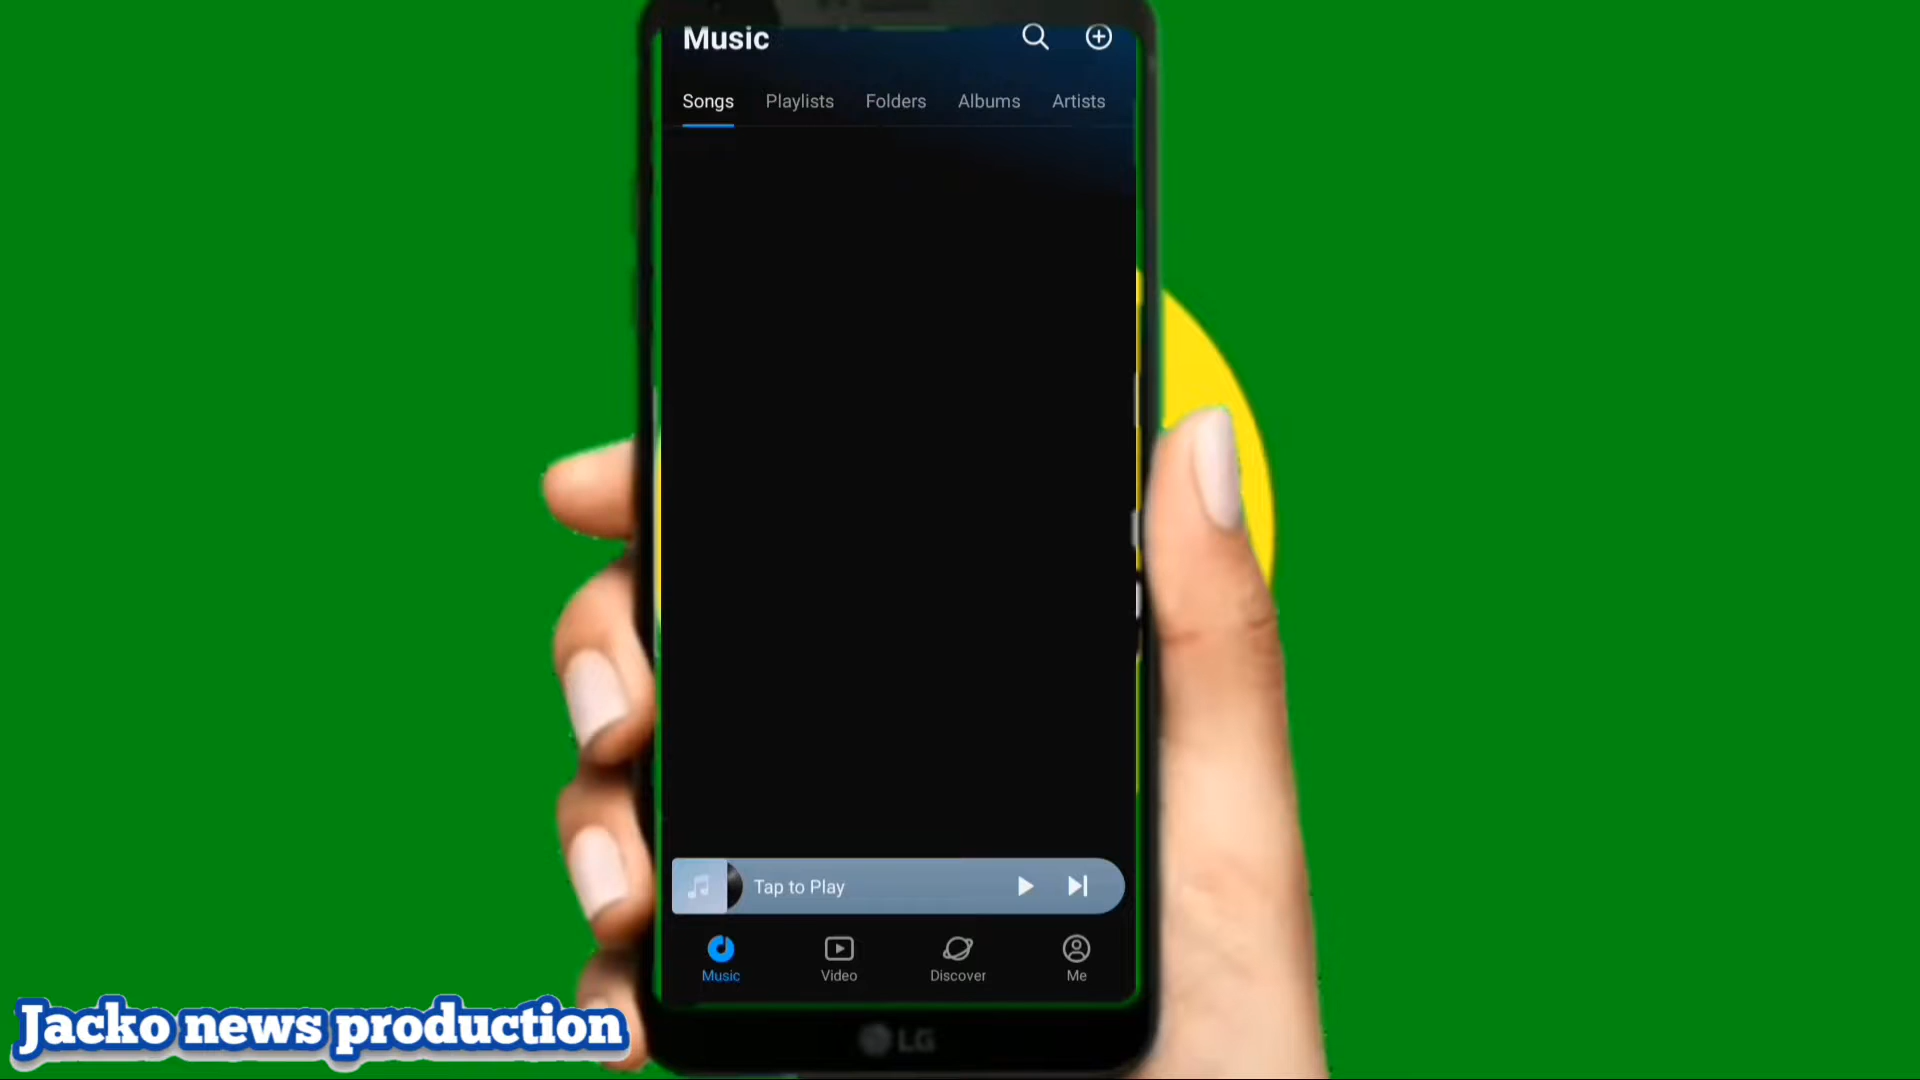 Music
Songs Playlists Folders Albums Artists
Tap to Play
Music Video Discover Me
LG
Jacko news production